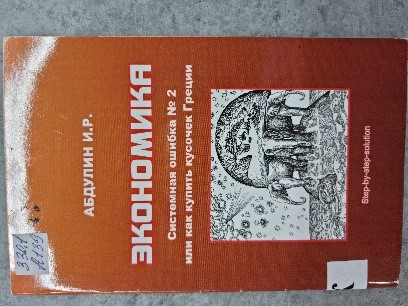 АБДУЛИН И.Р.
ЭКОНОМИКА
Системная ошибка № 2
или как купить кусочек Греции
Step-by-step-solution